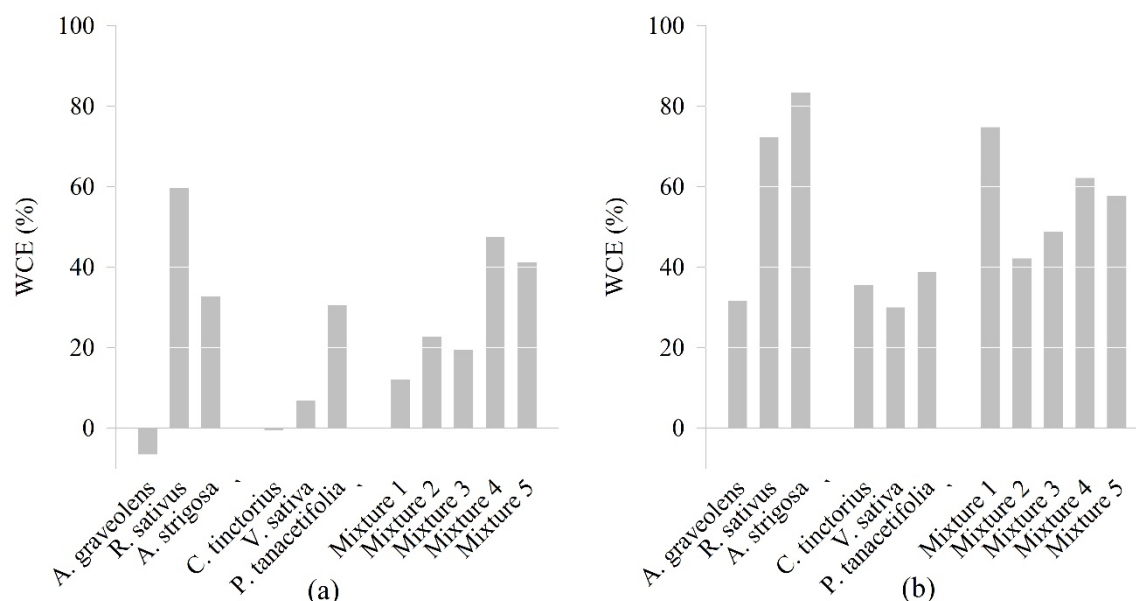 100
80
60
40
20
0
WCE (%)
A. graveolens
R. sativus
A. strigosa
C. tinctorius
V. sativa
P. tanacetifolia
Mixture 1
Mixture 2
Mixture 3
Mixture 4
Mixture 5
(a)
100
80
60
40
20
0
WCE (%)
A. graveolens
R. sativus
A. strigosa
C. tinctorius
V. sativa
P. tanacetifolia
Mixture 1
Mixture 2
Mixture 3
Mixture 4
Mixture 5
(b)